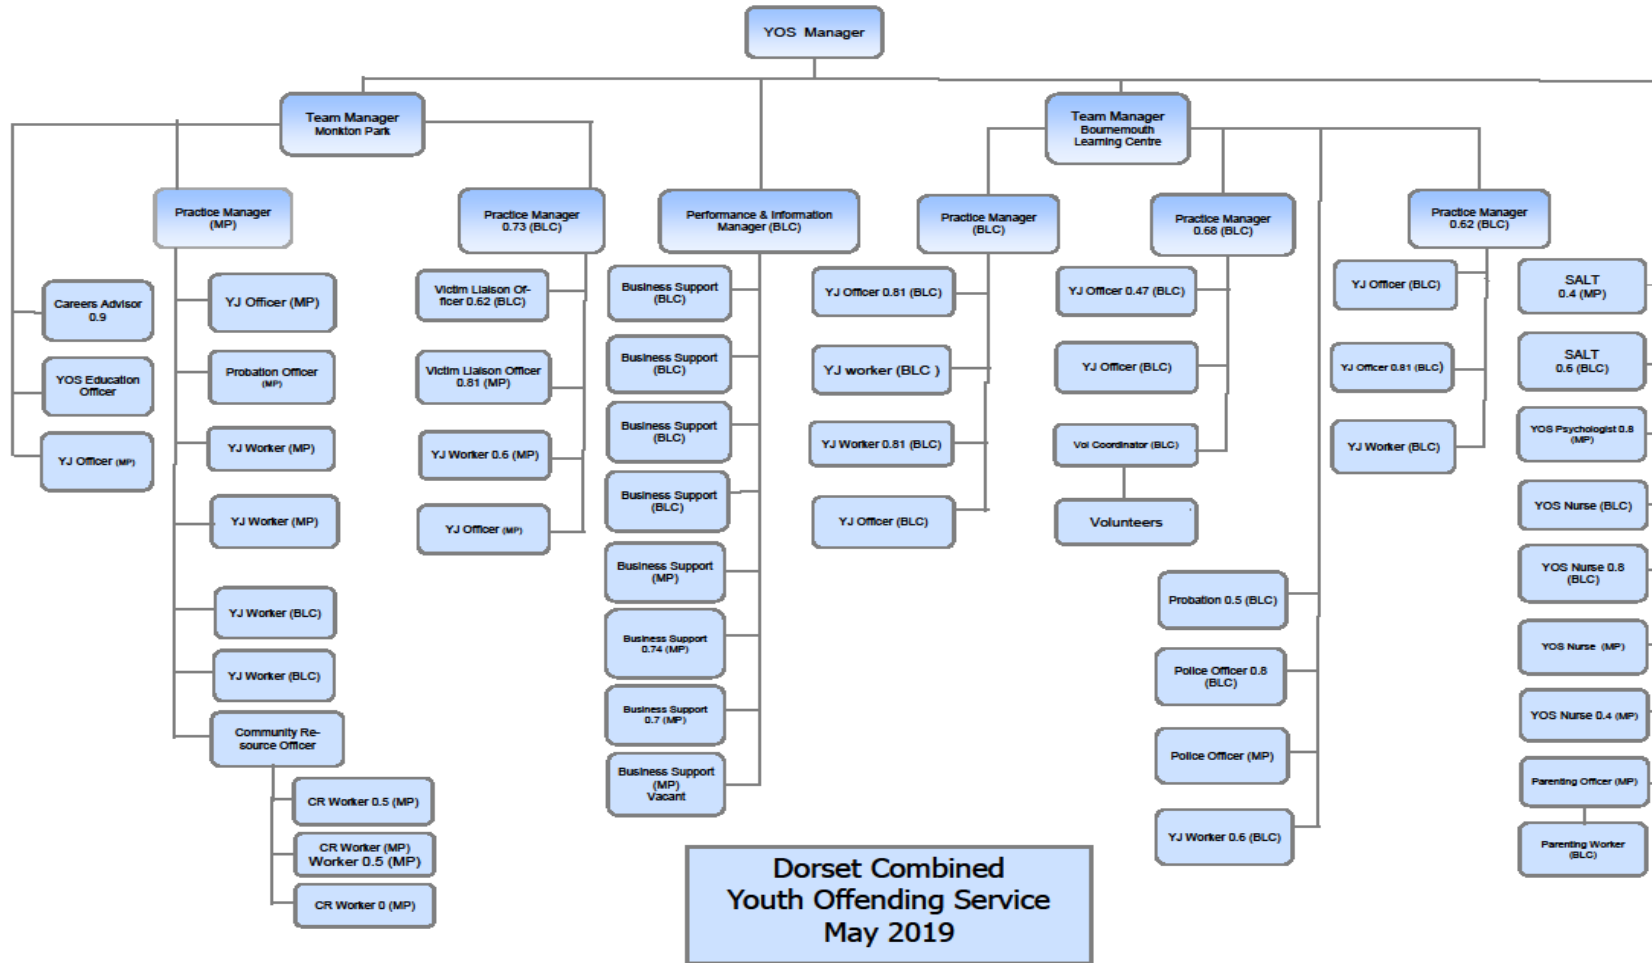 YOS Manager
Team Manager
Monkton Park
Team Manager
Bournemouth
Learning Centre
Practice Manager
(MP)
Practice Manager
0.73 (BLC)
Performance & Information
Manager (BLC)
Practice Manager
(BLC)
Practice Manager
0.68 (BLC)
Practice Manager
0.62 (BLC)
Careers Advisor
0.9
YOS Education
Officer
YJ Officer (MP)
YJ Officer (MP)
Probation Officer
(MP)
YJ Worker (MP)
YJ Worker (MP)
YJ Worker (BLC)
YJ Worker (BLC)
Community Re-
source Officer
CR Worker 0.5 (MP)
CR Worker (MP)
Worker 0.5 (MP)
CR Worker 0 (MP)
Victim Liaison Of-
ficer 0.62 (BLC)
Victim Liaison Officer
0.81 (MP)
YJ Worker 0.6 (MP)
YJ Officer (MP)
Business Support
(BLC)
Business Support
(BLC)
Business Support
(BLC)
Business Support
(BLC)
Business Support
(MP)
Business Support
0.74 (MP)
Business Support
0.7 (MP)
Business Support
(MP)
Vacant
YJ Officer 0.81 (BLC)
YJ worker (BLC )
YJ Worker 0.81 (BLC)
YJ Officer (BLC)
YJ Officer 0.47 (BLC)
YJ Officer (BLC)
Vol Coordinator (BLC)
Volunteers
Probation 0.5 (BLC)
Police Officer 0.8
(BLC)
Police Officer (MP)
YJ Worker 0.6 (BLC)
YJ Officer (BLC)
YJ Officer 0.81 (BLC)
YJ Worker (BLC)
SALT
0.4 (MP)
SALT
0.6 (BLC)
YOS Psychologist 0.8
(MP)
YOS Nurse (BLC)
YOS Nurse 0.8
(BLC)
YOS Nurse (MP)
YOS Nurse 0.4 (MP)
Parenting Officer (MP)
Parenting Worker
(BLC)
Dorset Combined
Youth Offending Service
May 2019